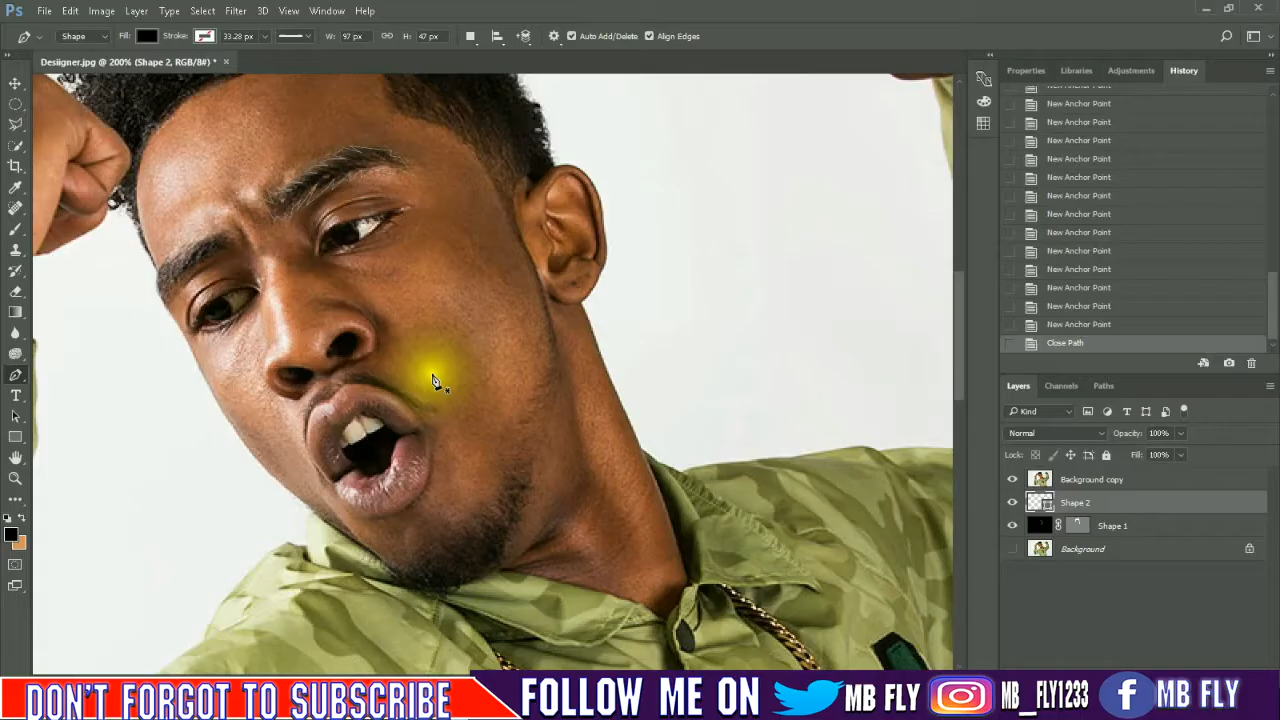 Ps File Edit Image Layer Type Select Filter 3D View Window Help
Shape Fill: Stroke: 33.28 px W: 97 px H: 47 px Auto Add/Delete Align Edges
Desiigner.jpg @ 200% (Shape 2, RGB/8#) * ×
Properties Libraries Adjustments History
New Anchor Point
New Anchor Point
New Anchor Point
New Anchor Point
New Anchor Point
New Anchor Point
New Anchor Point
New Anchor Point
New Anchor Point
New Anchor Point
New Anchor Point
New Anchor Point
New Anchor Point
Close Path
Layers Channels Paths
Kind
Normal Opacity: 100%
Lock: Fill: 100%
Background copy
Shape 2
Shape 1
Background
DON'T FORGOT TO SUBSCRIBE FOLLOW ME ON MB FLY MB__FLY1233 MB FLY